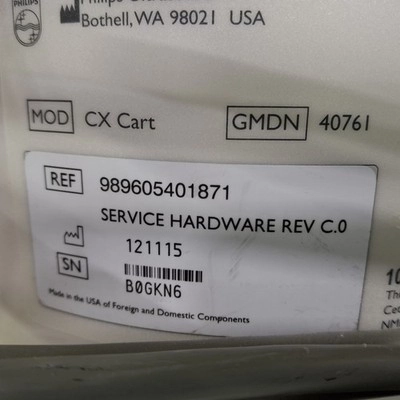 PHILIPS
Philips
Bothell, WA 98021 USA
MOD CX Cart GMDN 40761
REF 989605401871
SERVICE HARDWARE REV C.0
121115
SN B0GKN6
Made in the USA of Foreign and Domestic Components